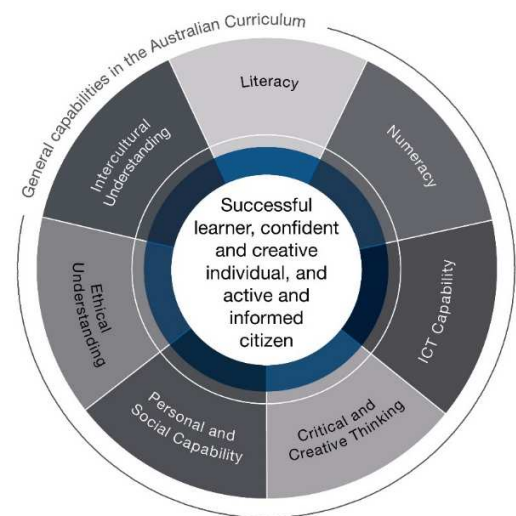 General capabilities in the Australian Curriculum
Literacy
Numeracy
ICT Capability
Critical and
Creative Thinking
Personal and
Social Capability
Ethical
Understanding
Intercultural
Understanding
Successful
learner, confident
and creative
individual, and
active and
informed
citizen